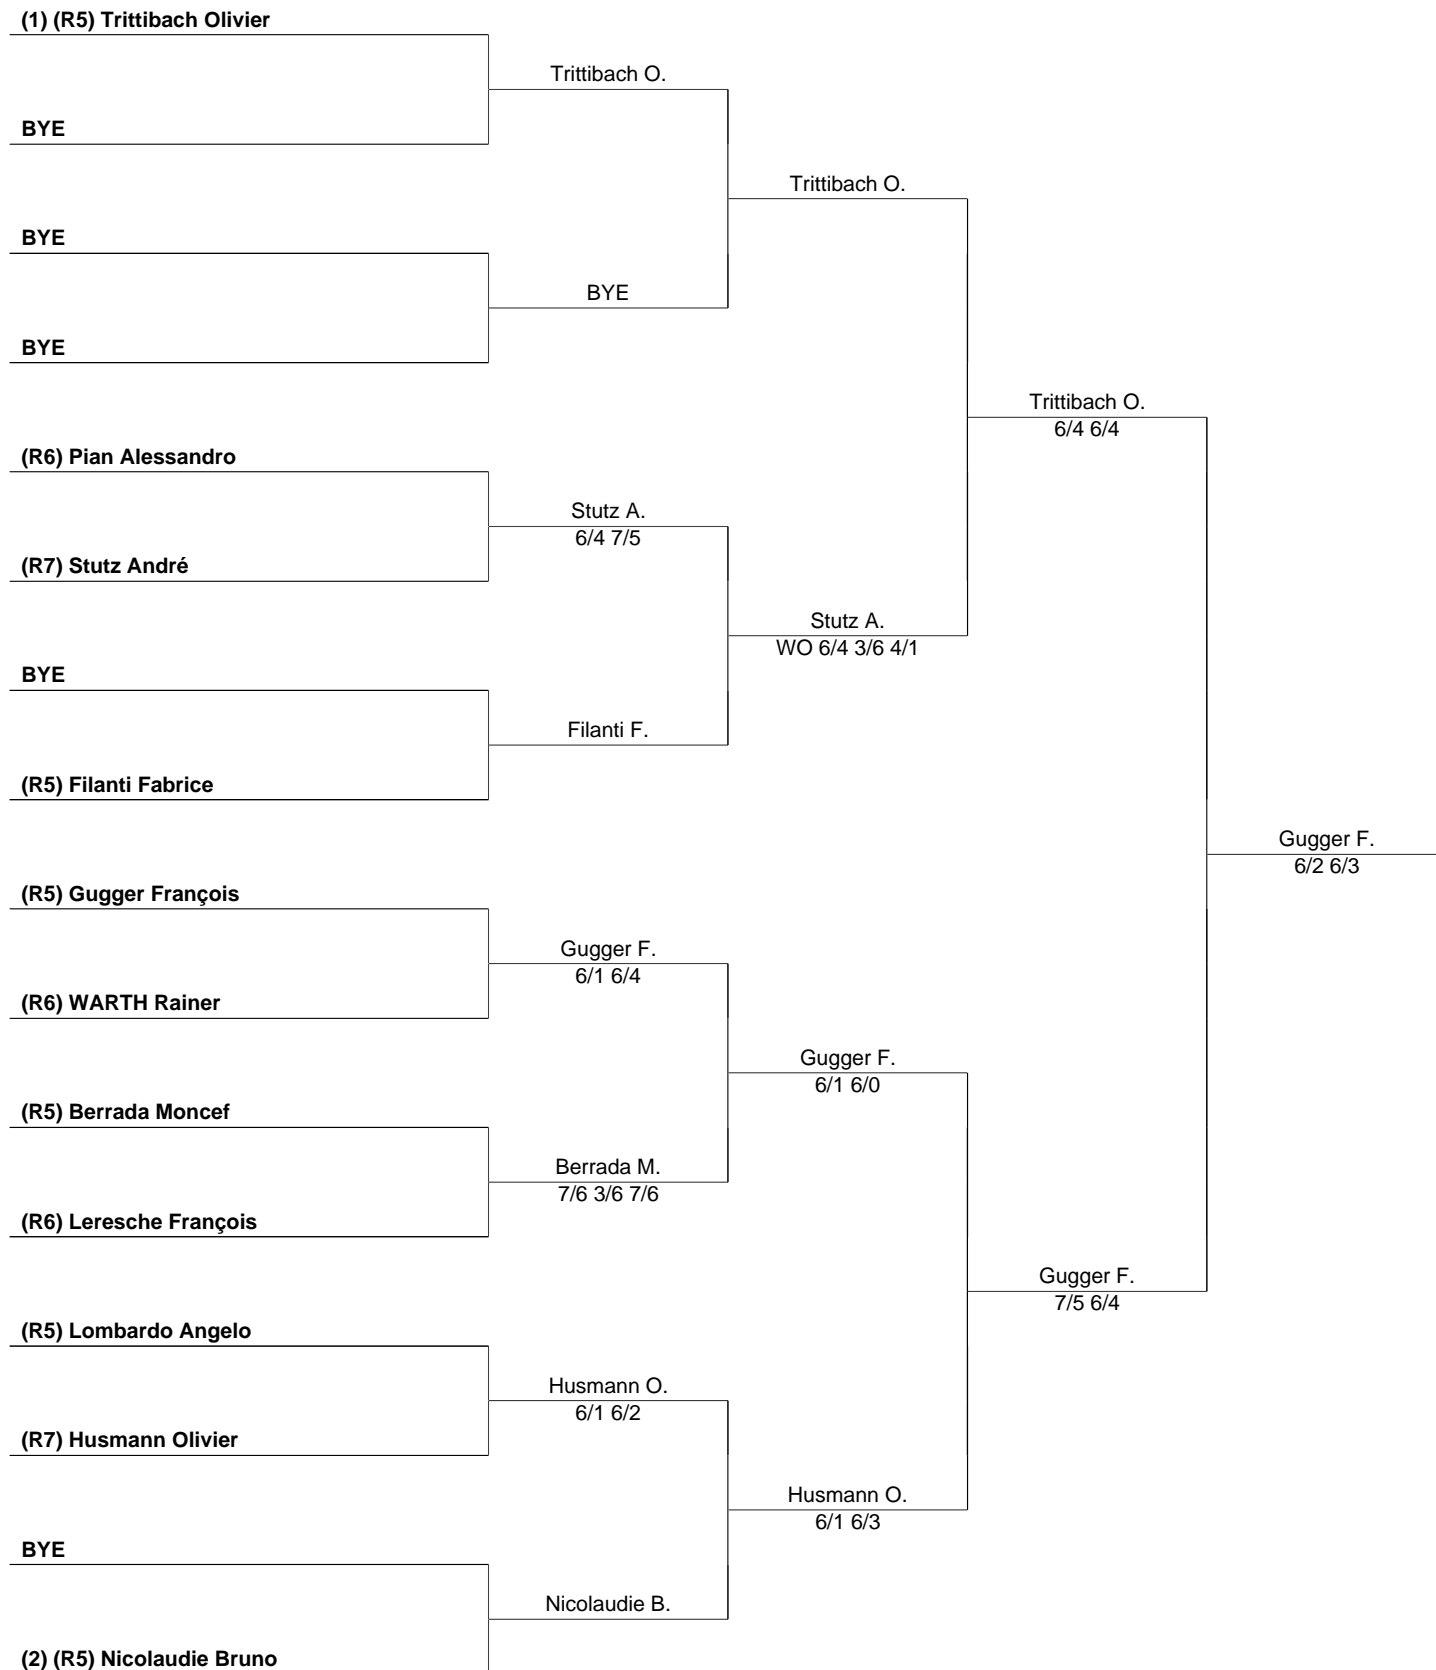 (1) (R5) Trittibach Olivier
Trittibach O.
BYE
Trittibach O.
BYE
BYE
BYE
Trittibach O.
6/4 6/4
(R6) Pian Alessandro
Stutz A.
6/4 7/5
(R7) Stutz André
Stutz A.
WO 6/4 3/6 4/1
BYE
Filanti F.
(R5) Filanti Fabrice
Gugger F.
6/2 6/3
(R5) Gugger François
Gugger F.
6/1 6/4
(R6) WARTH Rainer
Gugger F.
6/1 6/0
(R5) Berrada Moncef
Berrada M.
7/6 3/6 7/6
(R6) Leresche François
Gugger F.
7/5 6/4
(R5) Lombardo Angelo
Husmann O.
6/1 6/2
(R7) Husmann Olivier
Husmann O.
6/1 6/3
BYE
Nicolaudie B.
(2) (R5) Nicolaudie Bruno